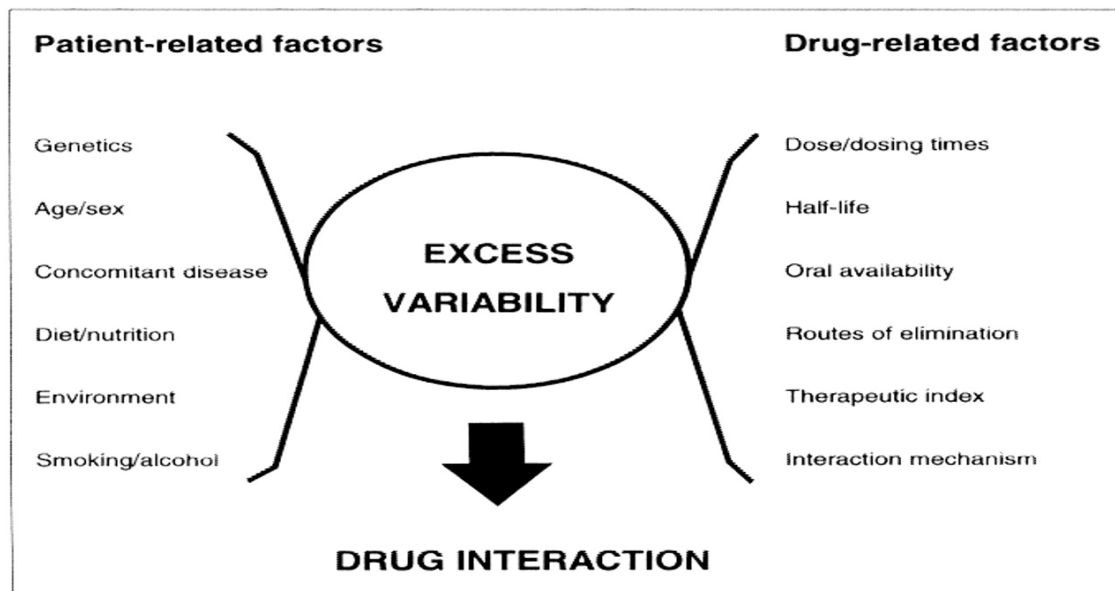 Patient-related factors
Genetics
Age/sex
Concomitant disease
Diet/nutrition
Environment
Smoking/alcohol
EXCESS
VARIABILITY
DRUG INTERACTION
Drug-related factors
Dose/dosing times
Half-life
Oral availability
Routes of elimination
Therapeutic index
Interaction mechanism